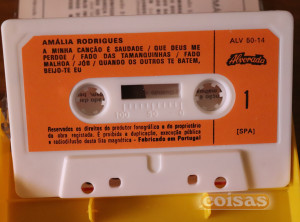 AMÁLIA RODRIGUES
ALV 60-14
A MINHA CANÇÃO E SAUDADE / QUE DEUS ME
PERDOE / FADO DAS TAMANQUINHAS / FADO
MALHOA / JÓB / QUANDO OS OUTROS TE BATEM,
BEIJO-TE EU
Alvorada
1
[SPA]
Reservados os direitos do produtor fonográfico e do proprietário
da obra registada. É proibida a duplicação, execução pública
e radiodifusão desta fita magnética - Fabricado em Portugal
coisas